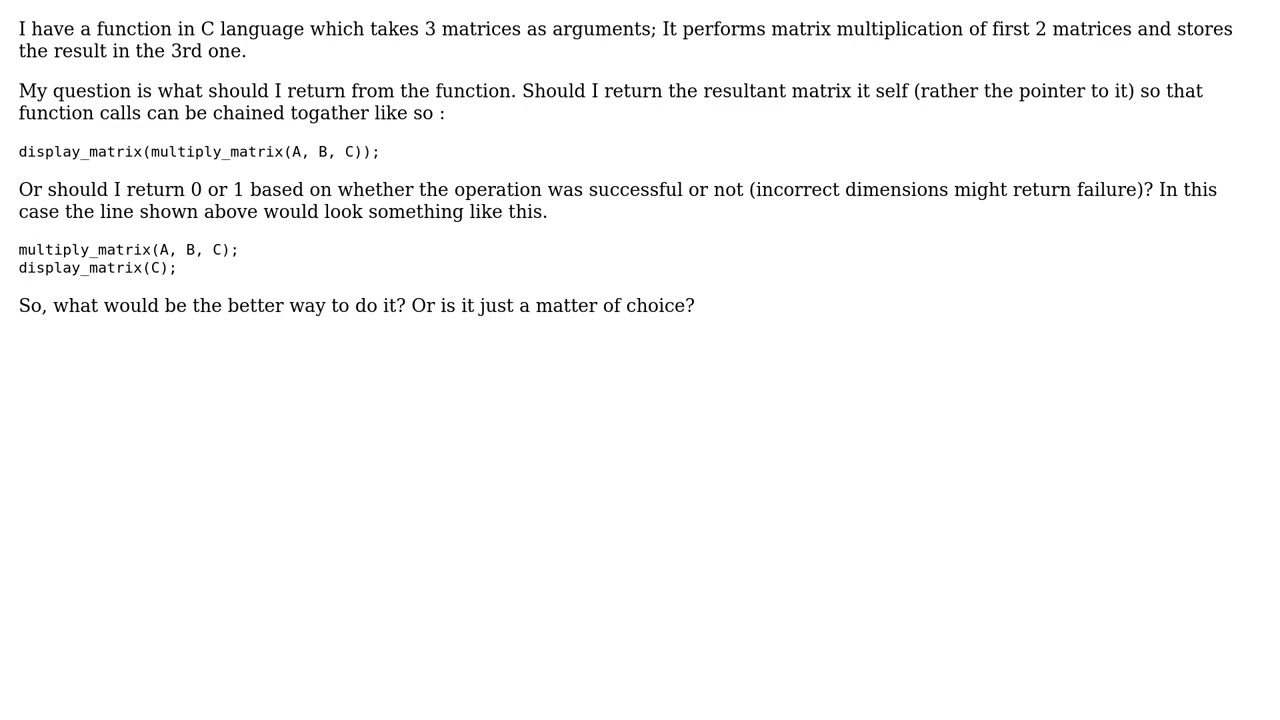 I have a function in C language which takes 3 matrices as arguments; It performs matrix multiplication of first 2 matrices and stores
the result in the 3rd one.
My question is what should I return from the function. Should I return the resultant matrix it self (rather the pointer to it) so that
function calls can be chained togather like so :
display_matrix(multiply_matrix(A, B, C));
Or should I return 0 or 1 based on whether the operation was successful or not (incorrect dimensions might return failure)? In this
case the line shown above would look something like this.
multiply_matrix(A, B, C);
display_matrix(C);
So, what would be the better way to do it? Or is it just a matter of choice?